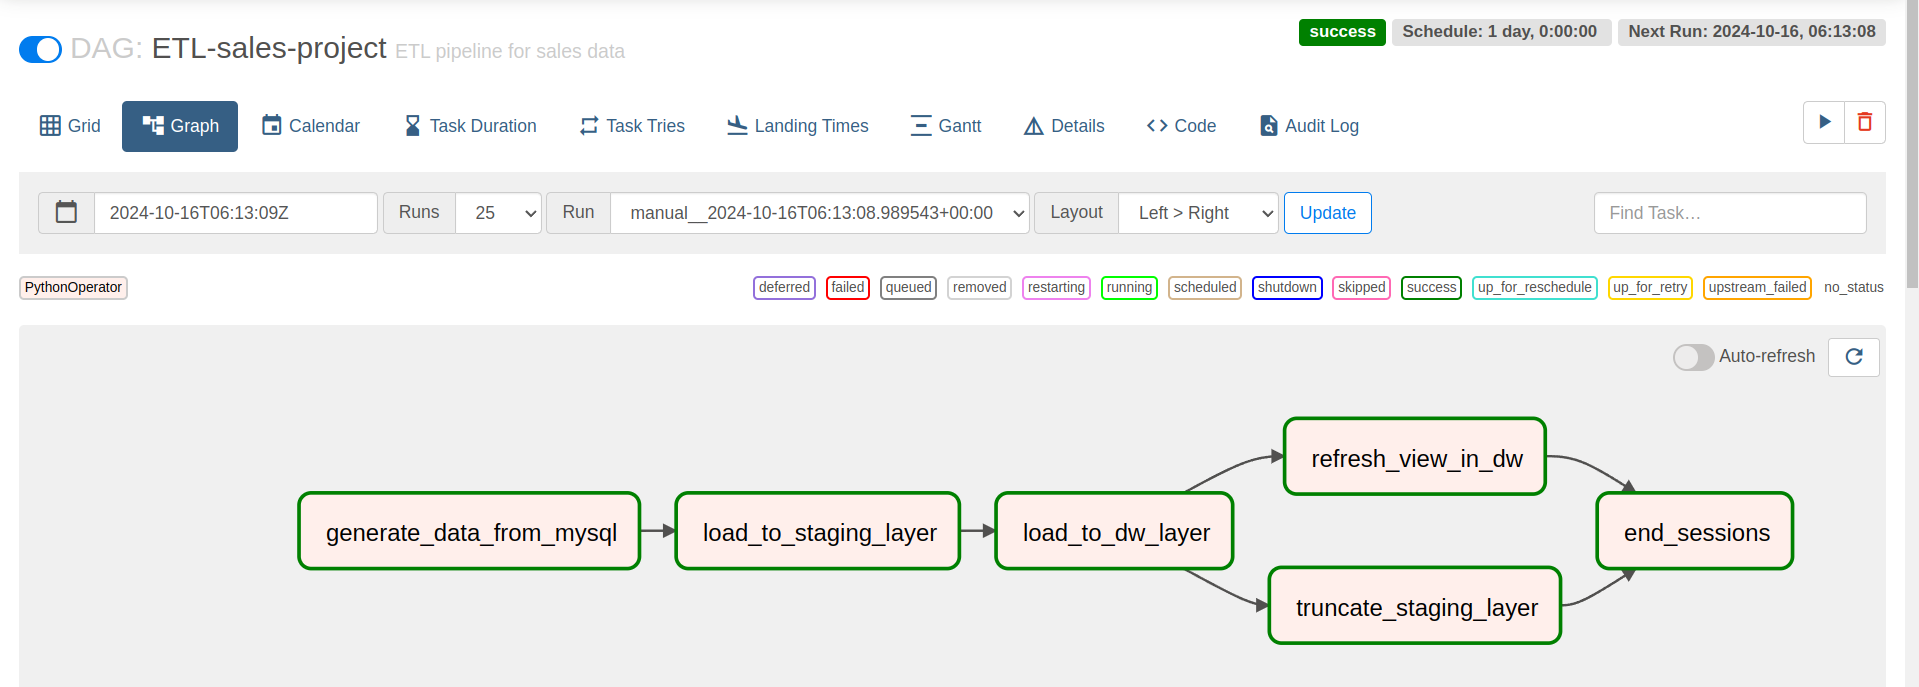 DAG: ETL-sales-project ETL pipeline for sales data
success Schedule: 1 day, 0:00:00 Next Run: 2024-10-16, 06:13:08
Grid Graph Calendar Task Duration Task Tries Landing Times Gantt Details Code Audit Log
2024-10-16T06:13:09Z Runs 25 Run manual__2024-10-16T06:13:08.989543+00:00 Layout Left > Right Update Find Task…
PythonOperator deferred failed queued removed restarting running scheduled shutdown skipped success up_for_reschedule up_for_retry upstream_failed no_status
Auto-refresh
generate_data_from_mysql
load_to_staging_layer
load_to_dw_layer
refresh_view_in_dw
truncate_staging_layer
end_sessions